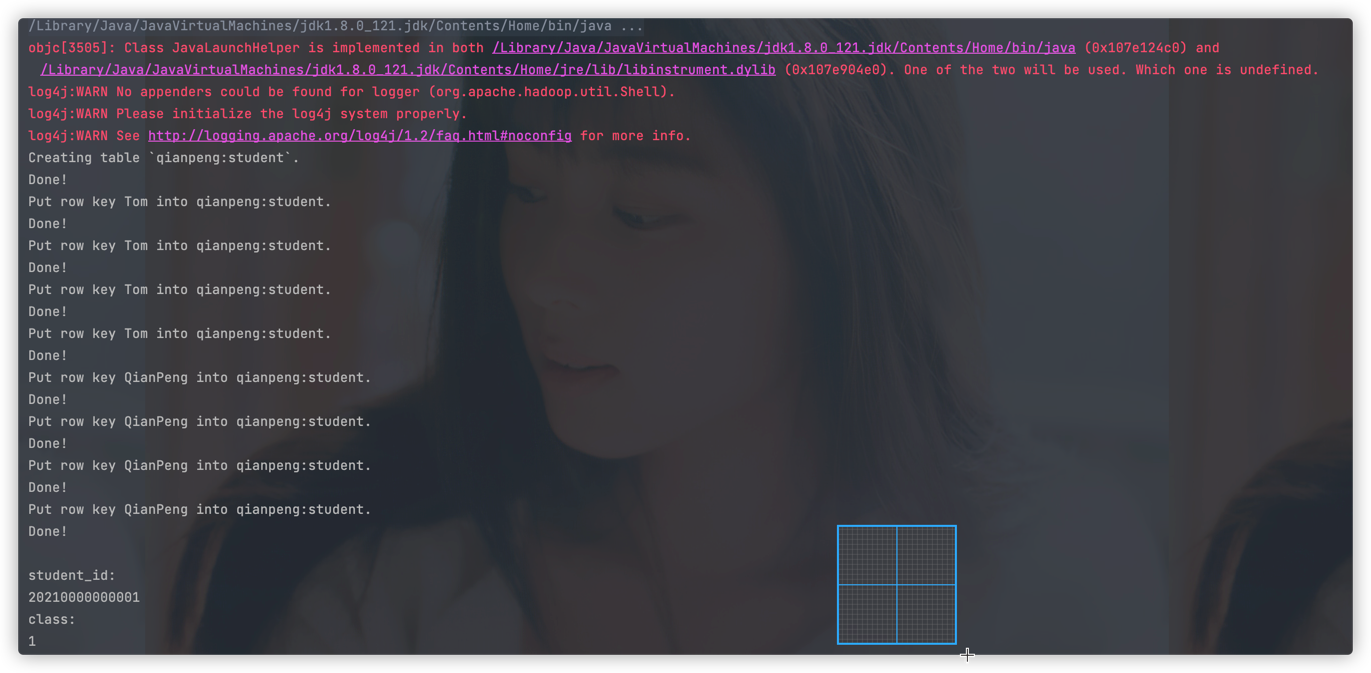 /Library/Java/JavaVirtualMachines/jdk1.8.0_121.jdk/Contents/Home/bin/java ...
objc[3505]: Class JavaLaunchHelper is implemented in both /Library/Java/JavaVirtualMachines/jdk1.8.0_121.jdk/Contents/Home/bin/java (0x107e124c0) and
/Library/Java/JavaVirtualMachines/jdk1.8.0_121.jdk/Contents/Home/jre/lib/libinstrument.dylib (0x107e904e0). One of the two will be used. Which one is undefined.
log4j:WARN No appenders could be found for logger (org.apache.hadoop.util.Shell).
log4j:WARN Please initialize the log4j system properly.
log4j:WARN See http://logging.apache.org/log4j/1.2/faq.html#noconfig for more info.
Creating table `qianpeng:student`.
Done!
Put row key Tom into qianpeng:student.
Done!
Put row key Tom into qianpeng:student.
Done!
Put row key Tom into qianpeng:student.
Done!
Put row key Tom into qianpeng:student.
Done!
Put row key QianPeng into qianpeng:student.
Done!
Put row key QianPeng into qianpeng:student.
Done!
Put row key QianPeng into qianpeng:student.
Done!
Put row key QianPeng into qianpeng:student.
Done!
student_id:
20210000000001
class:
1